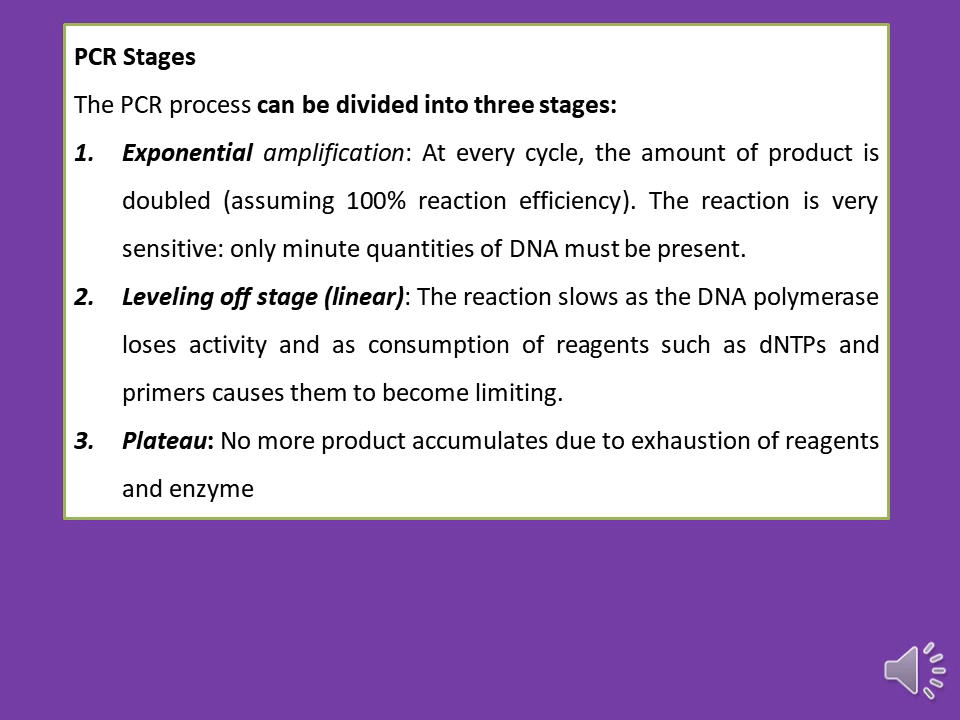 PCR Stages
The PCR process can be divided into three stages:
1. Exponential amplification: At every cycle, the amount of product is
doubled (assuming 100% reaction efficiency). The reaction is very
sensitive: only minute quantities of DNA must be present.
2. Leveling off stage (linear): The reaction slows as the DNA polymerase
loses activity and as consumption of reagents such as dNTPs and
primers causes them to become limiting.
3. Plateau: No more product accumulates due to exhaustion of reagents
and enzyme